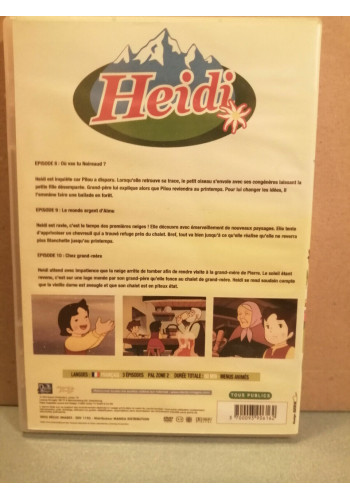 Heidi
EPISODE 8 : Où vas tu Neiraud ?
Heidi est inquiète car Pitou a disparu. Lorsqu'elle retrouve sa trace, le petit oiseau s'envole avec ses congénères laissant la
petite fille désemparée. Grand-père lui explique alors que Pitou reviendra au printemps. Pour lui changer les idées, il
l'emmène faire une ballade en forêt.
EPISODE 9 : Le monde argent d'Alme.
Heidi est ravie, c'est le temps des premières neiges ! Elle découvre avec émerveillement de nouveaux paysages. Elle tente
d'apprivoiser un chevreuil qui a trouvé refuge près du chalet. Bref, tout va bien jusqu'à ce qu'elle réalise qu'elle ne reverra
plus Blanchette jusqu'au printemps.
EPISODE 10 : Chez grand-mère
Heidi attend avec impatience que la neige arrête de tomber afin de rendre visite à la grand-mère de Pierre. Le soleil étant
revenu, c'est sur une luge monde par son grand-père qu'elle fonce au chalet de grand-mère. Heidi se rend soudain compte
que la vieille dame est aveugle et que son chalet est en piteux état.
LANGUES : 3 EPISODES PAL ZONE 2 DURÉE TOTALE MENUS ANIMÉS
TOUS PUBLICS